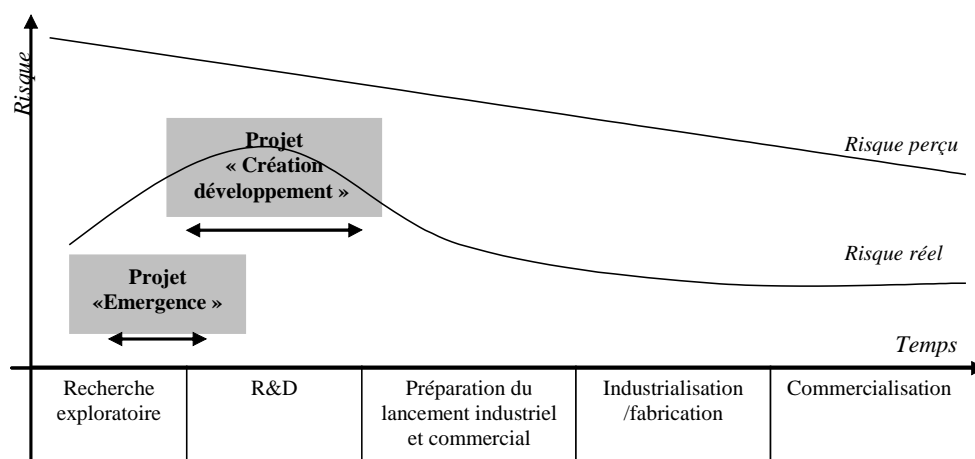 Risque
Projet
« Création
développement »
Risque perçu
Risque réel
Projet
«Emergence »
Temps
Recherche
exploratoire
R&D
Préparation du
lancement industriel
et commercial
Industrialisation
/fabrication
Commercialisation